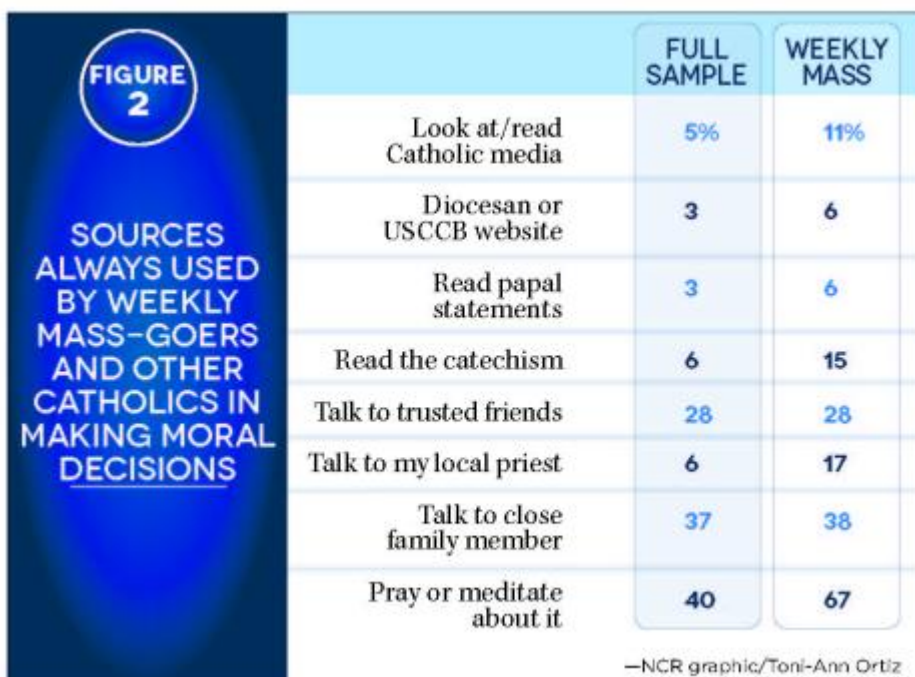 FIGURE
2
SOURCES
ALWAYS USED
BY WEEKLY
MASS-GOERS
AND OTHER
CATHOLICS IN
MAKING MORAL
DECISIONS
FULL SAMPLE WEEKLY MASS
Look at/read
Catholic media 5% 11%
Diocesan or
USCCB website 3 6
Read papal
statements 3 6
Read the catechism 6 15
Talk to trusted friends 28 28
Talk to my local priest 6 17
Talk to close
family member 37 38
Pray or meditate
about it 40 67
—NCR graphic/Toni-Ann Ortiz